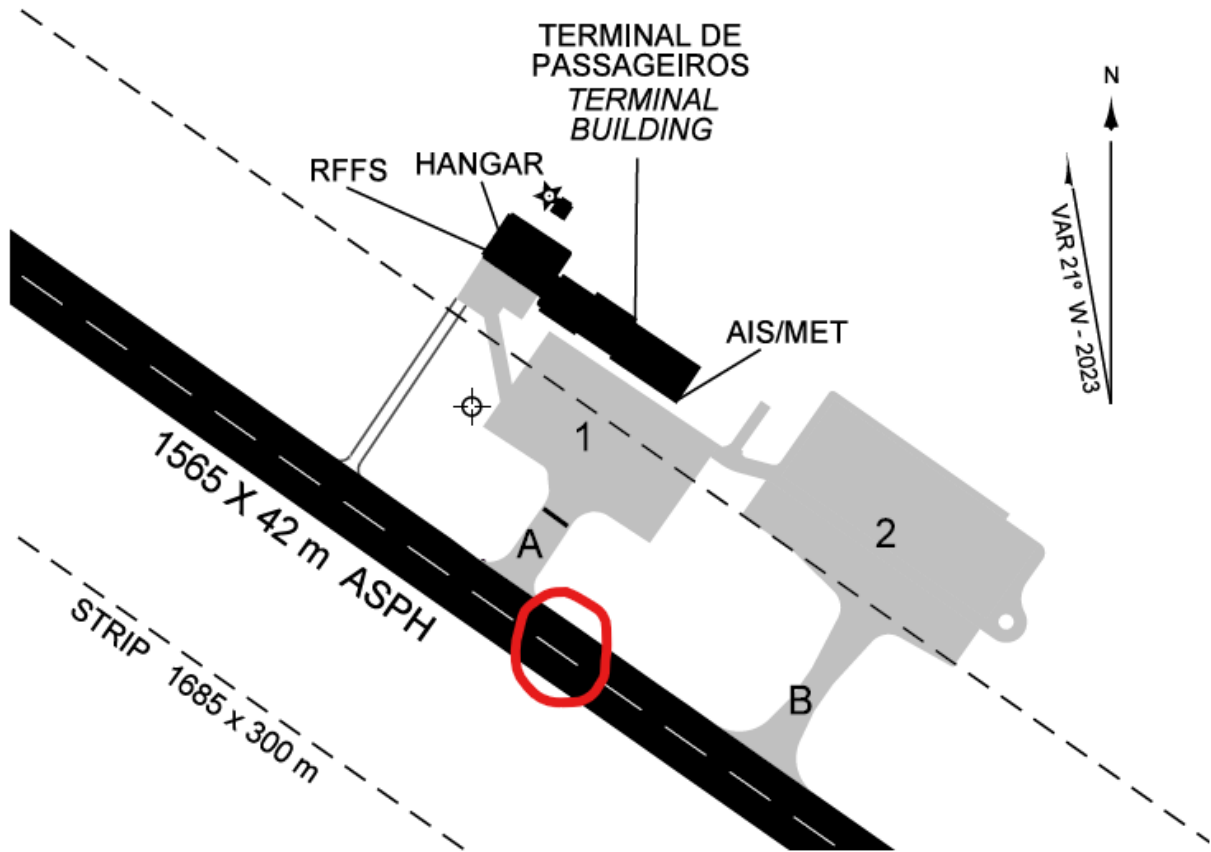 TERMINAL DE
PASSAGEIROS
TERMINAL
BUILDING
N
RFFS
HANGAR
VAR 21º W - 2023
AIS/MET
1
1565 X 42 m ASPH
2
A
STRIP 1685 x 300 m
B